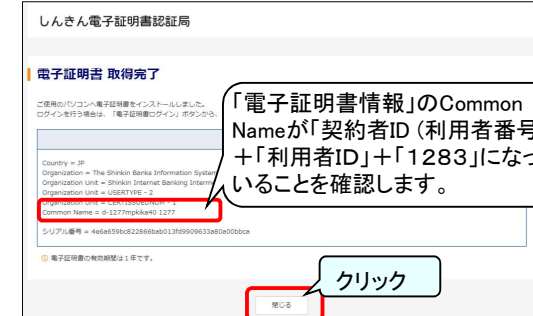 しんきん電子証明書認証局
電子証明書 取得完了
ご使用のパソコンへ電子証明書をインストールしました。
ログインを行う場合は、「電子証明書ログイン」ボタンから、
「電子証明書情報」のCommon
Nameが「契約者ID（利用者番号
＋「利用者ID」＋「1283」になっ
いることを確認します。
Country = JP
Organization = The Shinkin Banks Information System
Organization Unit = Shinkin Internet Banking Interm
Organization Unit = USERTYPE - 2
Organization Unit = CERTISSUEDNUM - 1
Common Name = d-1277mpkika40 1277
シリアル番号 = 4e6a659bc822866bab013fd9909633a80a00bbca
電子証明書の有効期間は１年です。
クリック
閉じる